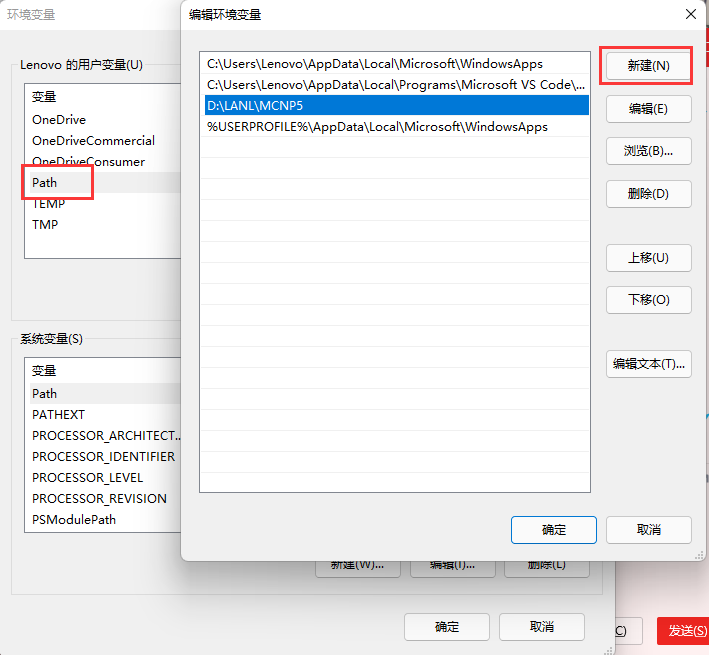 环境变量
编辑环境变量
Lenovo 的用户变量(U)
变量
OneDrive
OneDriveCommercial
OneDriveConsumer
Path
TEMP
TMP
C:\Users\Lenovo\AppData\Local\Microsoft\WindowsApps
C:\Users\Lenovo\AppData\Local\Programs\Microsoft VS Code\...
D:\LANL\MCNP5
%USERPROFILE%\AppData\Local\Microsoft\WindowsApps
新建(N)
编辑(E)
浏览(B)...
删除(D)
上移(U)
下移(O)
编辑文本(T)...
系统变量(S)
变量
Path
PATHEXT
PROCESSOR_ARCHITECT...
PROCESSOR_IDENTIFIER
PROCESSOR_LEVEL
PROCESSOR_REVISION
PSModulePath
确定
取消
新建(W)...
编辑(I)...
删除(L)
确定
取消
C)
发送(S)